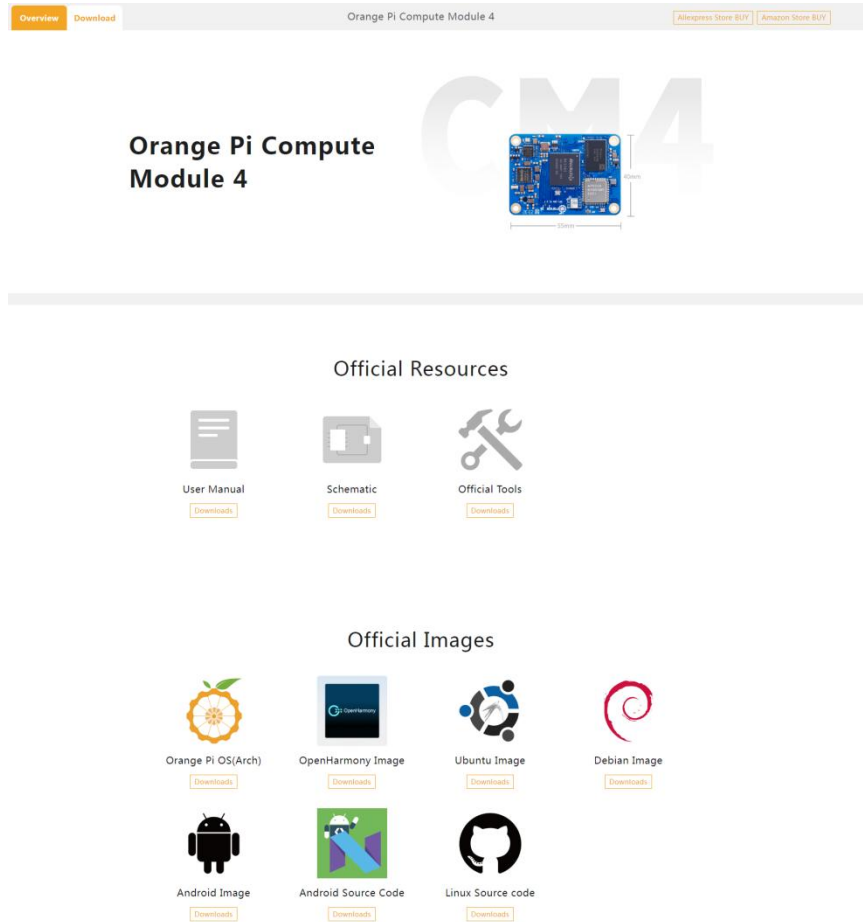 Overview Download Orange Pi Compute Module 4 Aliexpress Store BUY Amazon Store BUY
CM4
Orange Pi Compute
Module 4
40mm
55mm
Official Resources
User Manual Schematic Official Tools
Downloads Downloads Downloads
Official Images
OpenHarmony
Orange Pi OS(Arch) OpenHarmony Image Ubuntu Image Debian Image
Downloads Downloads Downloads Downloads
Android Image Android Source Code Linux Source code
Downloads Downloads Downloads